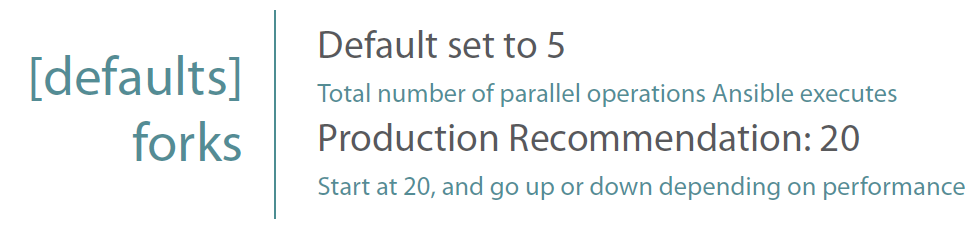 [defaults]
forks
Default set to 5
Total number of parallel operations Ansible executes
Production Recommendation: 20
Start at 20, and go up or down depending on performance